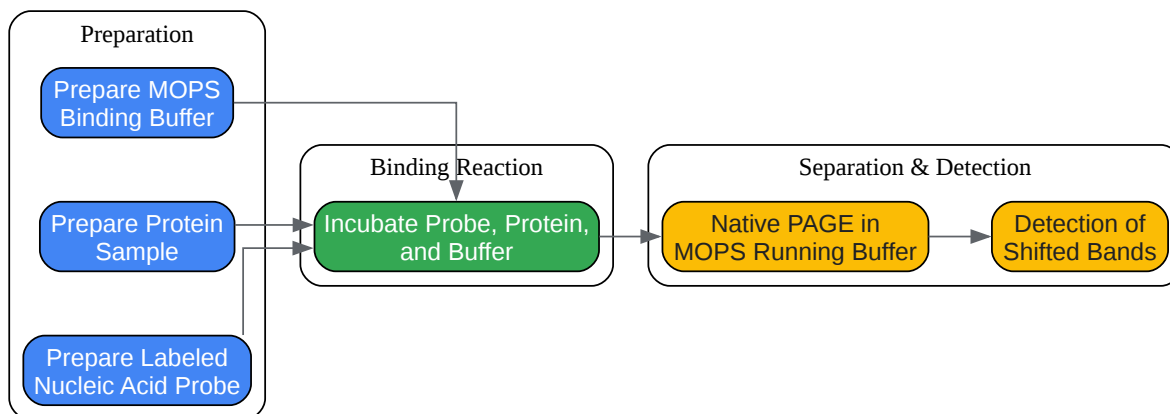 Preparation
Prepare MOPS
Binding Buffer
Prepare Protein
Sample
Prepare Labeled
Nucleic Acid Probe
Binding Reaction
Incubate Probe, Protein,
and Buffer
Separation & Detection
Native PAGE in
MOPS Running Buffer
Detection of
Shifted Bands